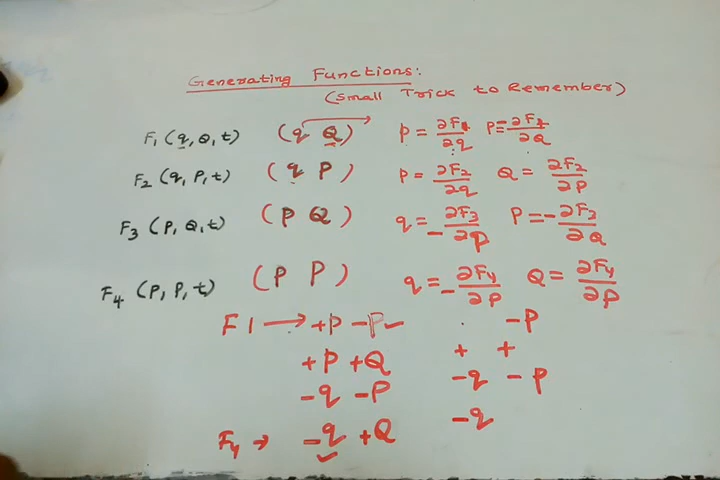 Generating Functions:
(Small Trick to Remember)
F₁ (q, Q, t) (q Q) p = ∂F₁/∂q P=-∂F₁/∂Q
F₂ (q, P, t) (q P) p = ∂F₂/∂q Q = ∂F₂/∂P
F₃ (p, Q, t) (p Q) q = -∂F₃/∂p P = -∂F₃/∂Q
F₄ (p, P, t) (p P) q = -∂F₄/∂p Q = ∂F₄/∂P
F1 → +p -P ✓ -P
+p +Q + +
-q -P -q -P
F₄ → -q +Q -q